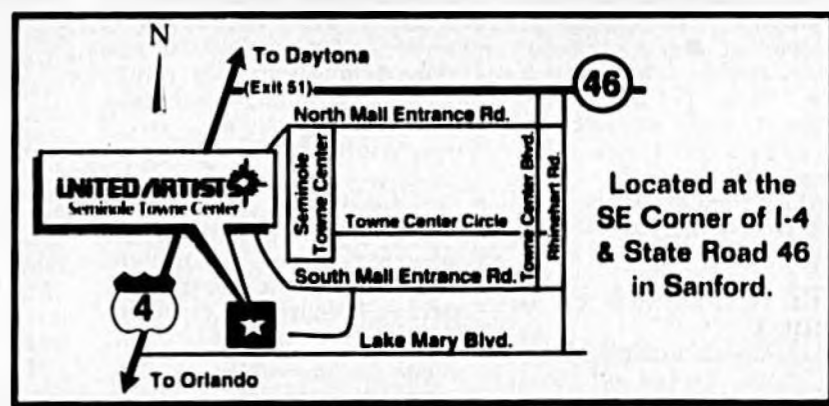 N
To Daytona
(Exit 51)
46
North Mall Entrance Rd.
UNITED ARTISTS
Seminole Towne Center
Seminole
Towne Center
Towne Center Circle
Towne Center Blvd.
Rhinehart Rd.
South Mall Entrance Rd.
4
Lake Mary Blvd.
To Orlando
Located at the
SE Corner of I-4
& State Road 46
in Sanford.